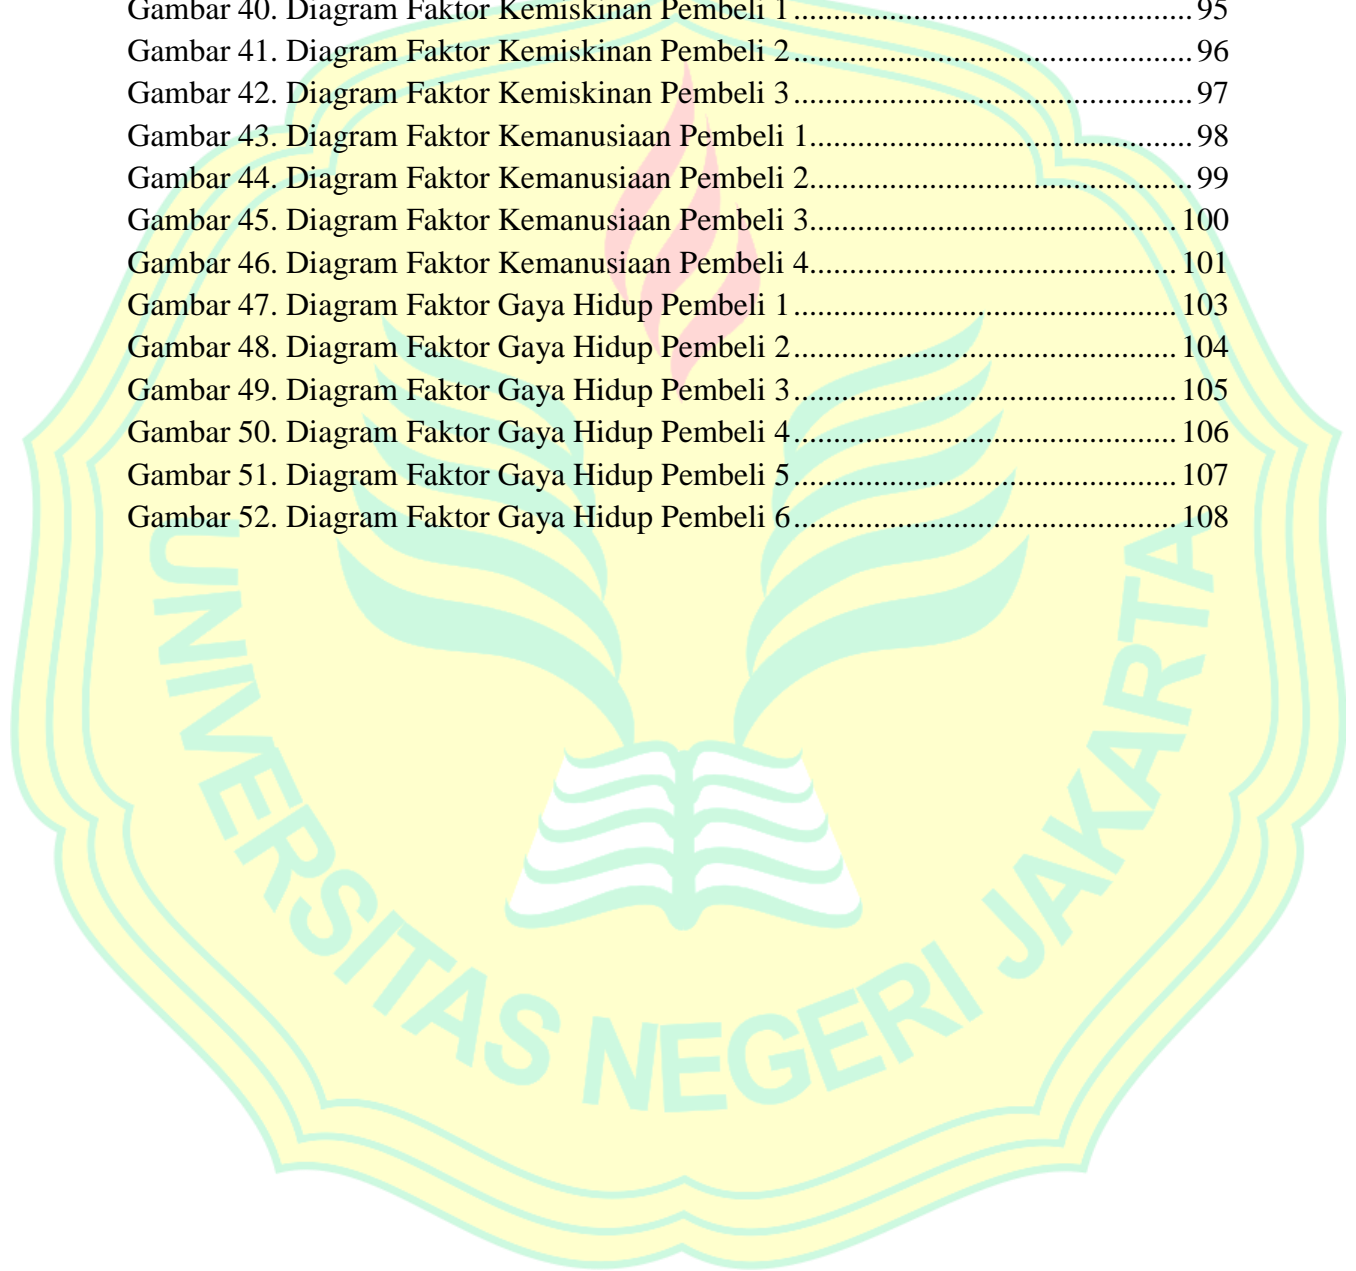 Gambar 40. Diagram Faktor Kemiskinan Pembeli 1.................................................. 95
Gambar 41. Diagram Faktor Kemiskinan Pembeli 2.................................................. 96
Gambar 42. Diagram Faktor Kemiskinan Pembeli 3.................................................. 97
Gambar 43. Diagram Faktor Kemanusiaan Pembeli 1................................................ 98
Gambar 44. Diagram Faktor Kemanusiaan Pembeli 2................................................ 99
Gambar 45. Diagram Faktor Kemanusiaan Pembeli 3.............................................. 100
Gambar 46. Diagram Faktor Kemanusiaan Pembeli 4.............................................. 101
Gambar 47. Diagram Faktor Gaya Hidup Pembeli 1................................................ 103
Gambar 48. Diagram Faktor Gaya Hidup Pembeli 2................................................ 104
Gambar 49. Diagram Faktor Gaya Hidup Pembeli 3................................................ 105
Gambar 50. Diagram Faktor Gaya Hidup Pembeli 4................................................ 106
Gambar 51. Diagram Faktor Gaya Hidup Pembeli 5................................................ 107
Gambar 52. Diagram Faktor Gaya Hidup Pembeli 6................................................ 108
UNIVERSITAS NEGERI JAKARTA